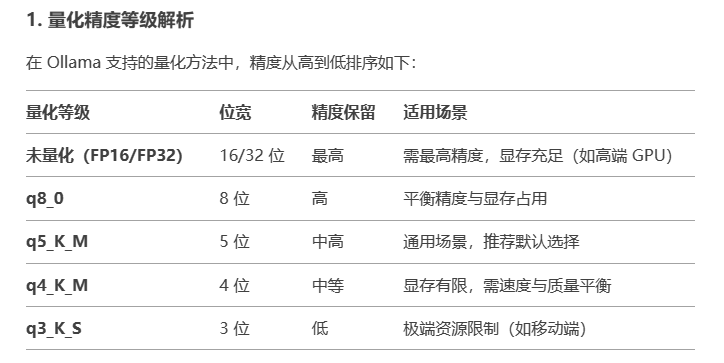 1. 量化精度等级解析
在 Ollama 支持的量化方法中，精度从高到低排序如下：
量化等级 位宽 精度保留 适用场景
未量化（FP16/FP32） 16/32 位 最高 需最高精度，显存充足（如高端 GPU）
q8_0 8 位 高 平衡精度与显存占用
q5_K_M 5 位 中高 通用场景，推荐默认选择
q4_K_M 4 位 中等 显存有限，需速度与质量平衡
q3_K_S 3 位 低 极端资源限制（如移动端）